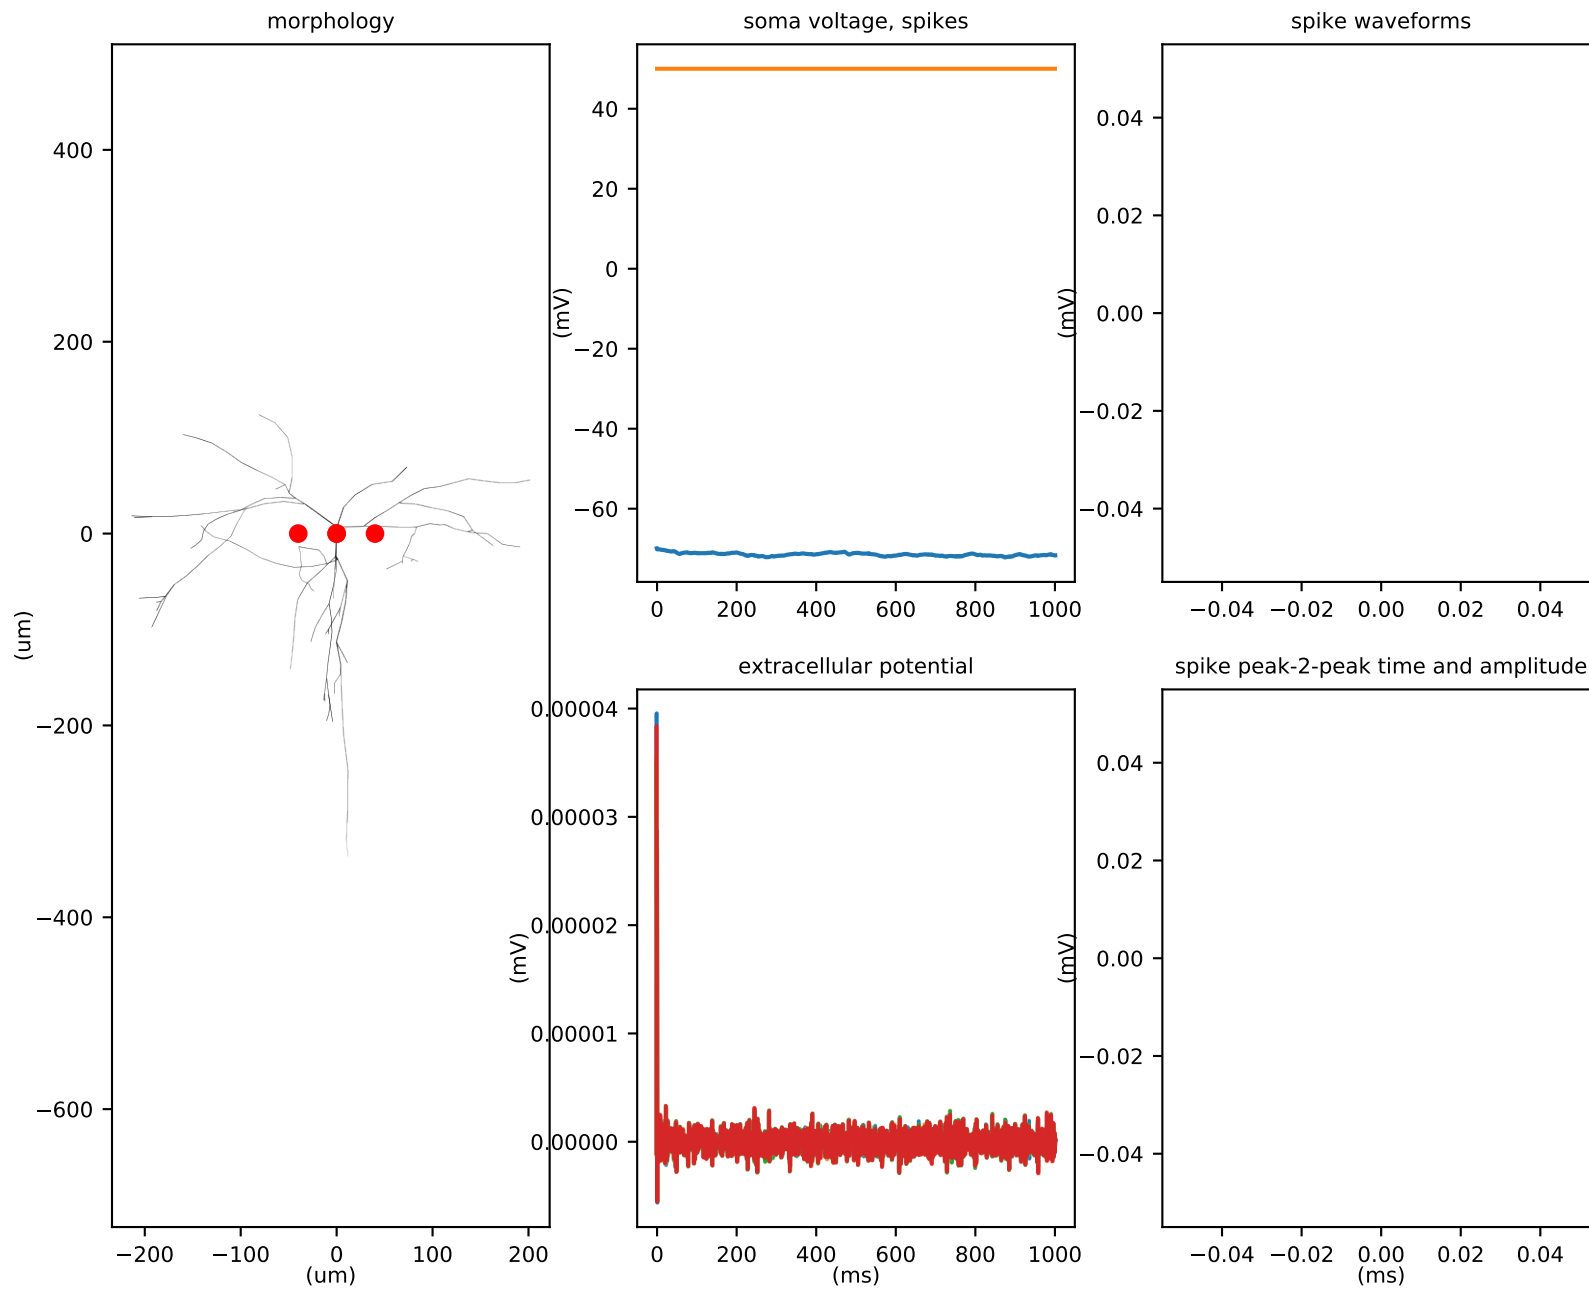 morphology
soma voltage, spikes
spike waveforms
400
200
0
−200
−400
−600
(um)
−200 −100 0 100 200
(um)
40
20
0
−20
−40
−60
(mV)
0 200 400 600 800 1000
0.04
0.02
0.00
−0.02
−0.04
(mV)
−0.04 −0.02 0.00 0.02 0.04
extracellular potential
spike peak-2-peak time and amplitude
0.00004
0.00003
0.00002
0.00001
0.00000
(mV)
0 200 400 600 800 1000
(ms)
0.04
0.02
0.00
−0.02
−0.04
(mV)
−0.04 −0.02 0.00 0.02 0.04
(ms)